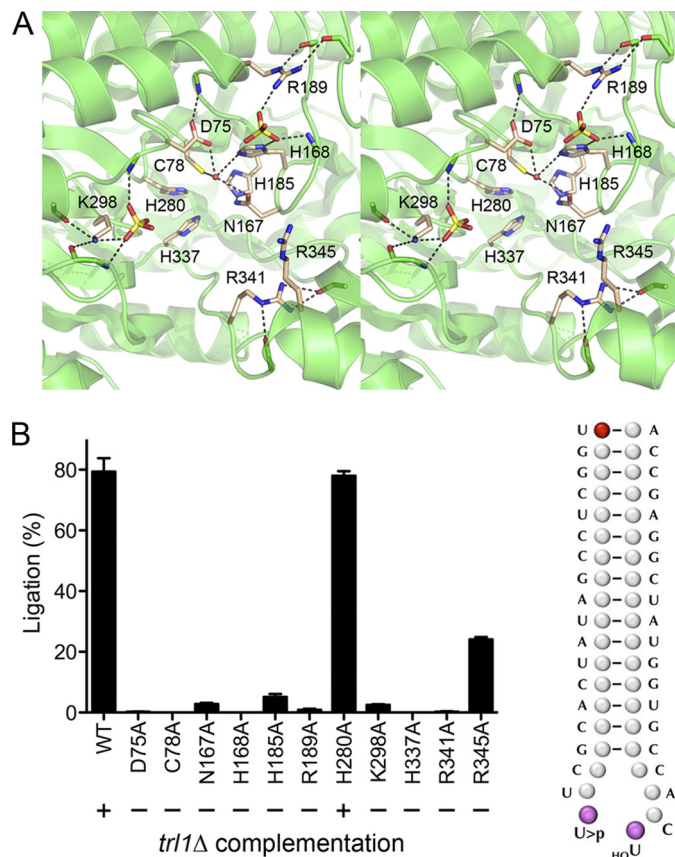 A
R189
D75
C78
H168
H185
K298
H280
N167
H337
R345
R341
R189
D75
C78
H168
H185
K298
H280
N167
H337
R345
R341
B
Ligation (%)
80
60
40
20
0
WT D75A C78A N167A H168A H185A R189A H280A K298A H337A R341A R345A
+ – – – – – – + – – – –
trl1Δ complementation
U A
G C
G C
C G
U A
C G
C G
G C
A U
U A
A U
U G
C G
A U
C G
G C
C C
U A
U>p C
HOU